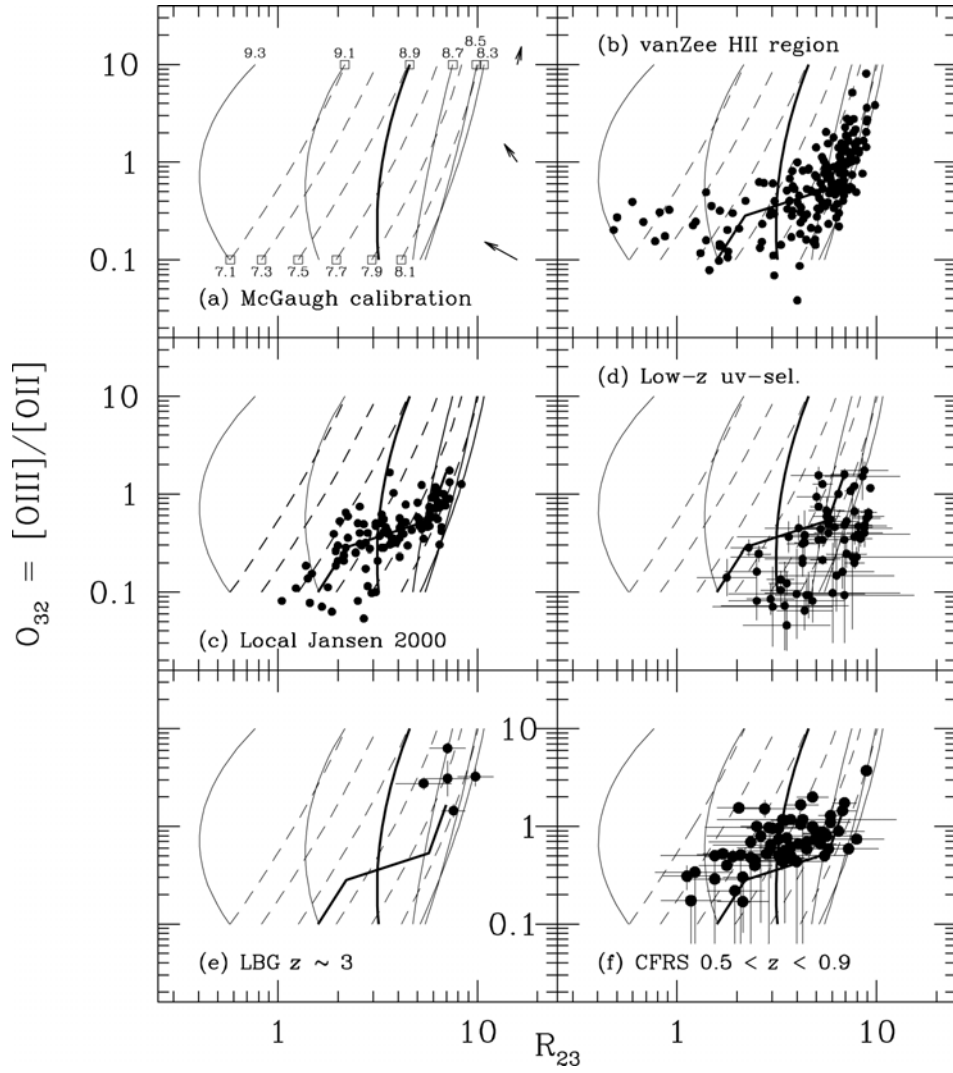 9.3 9.1 8.9 8.7 8.5 8.3
7.1 7.3 7.5 7.7 7.9 8.1
(a) McGaugh calibration
(b) vanZee HII region
10
1
0.1
(c) Local Jansen 2000
(d) Low-z uv-sel.
10
1
0.1
(e) LBG z ~ 3
10
1
0.1
(f) CFRS 0.5 < z < 0.9
1 10
1 10
O₃₂ = [OIII]/[OII]
R₂₃